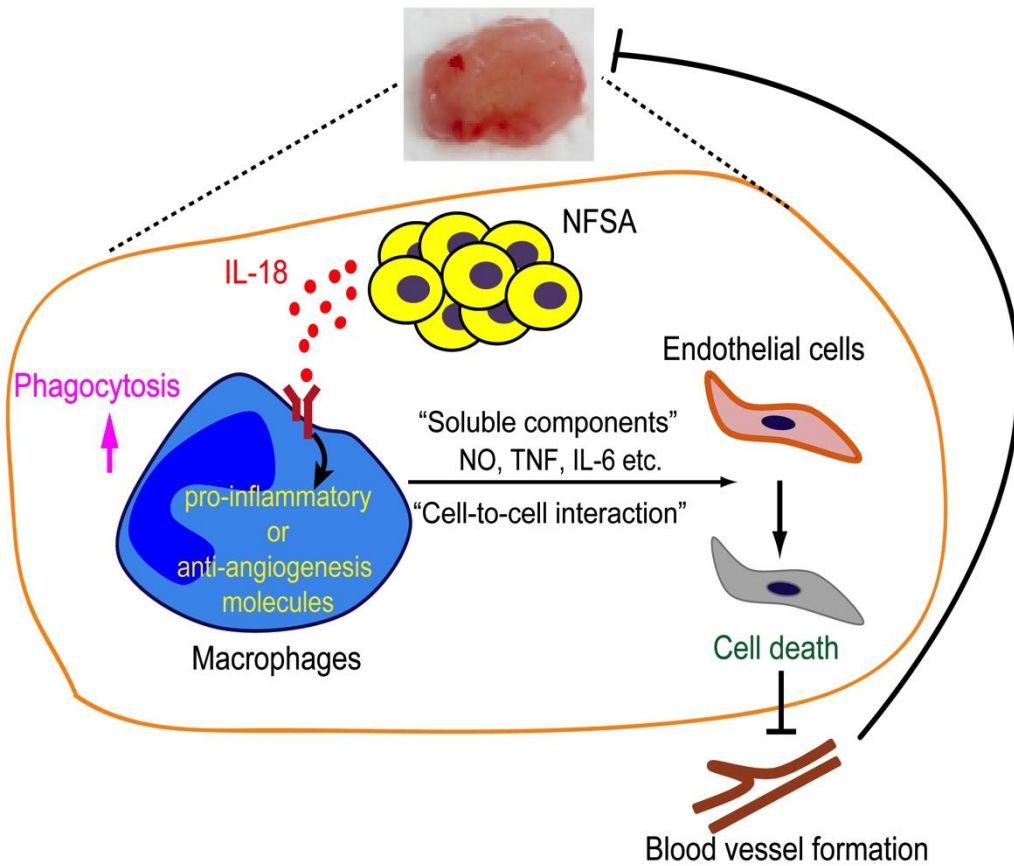 NFSA
IL-18
Endothelial cells
Phagocytosis
“Soluble components”
NO, TNF, IL-6 etc.
“Cell-to-cell interaction”
pro-inflammatory
or
anti-angiogenesis
molecules
Macrophages
Cell death
Blood vessel formation